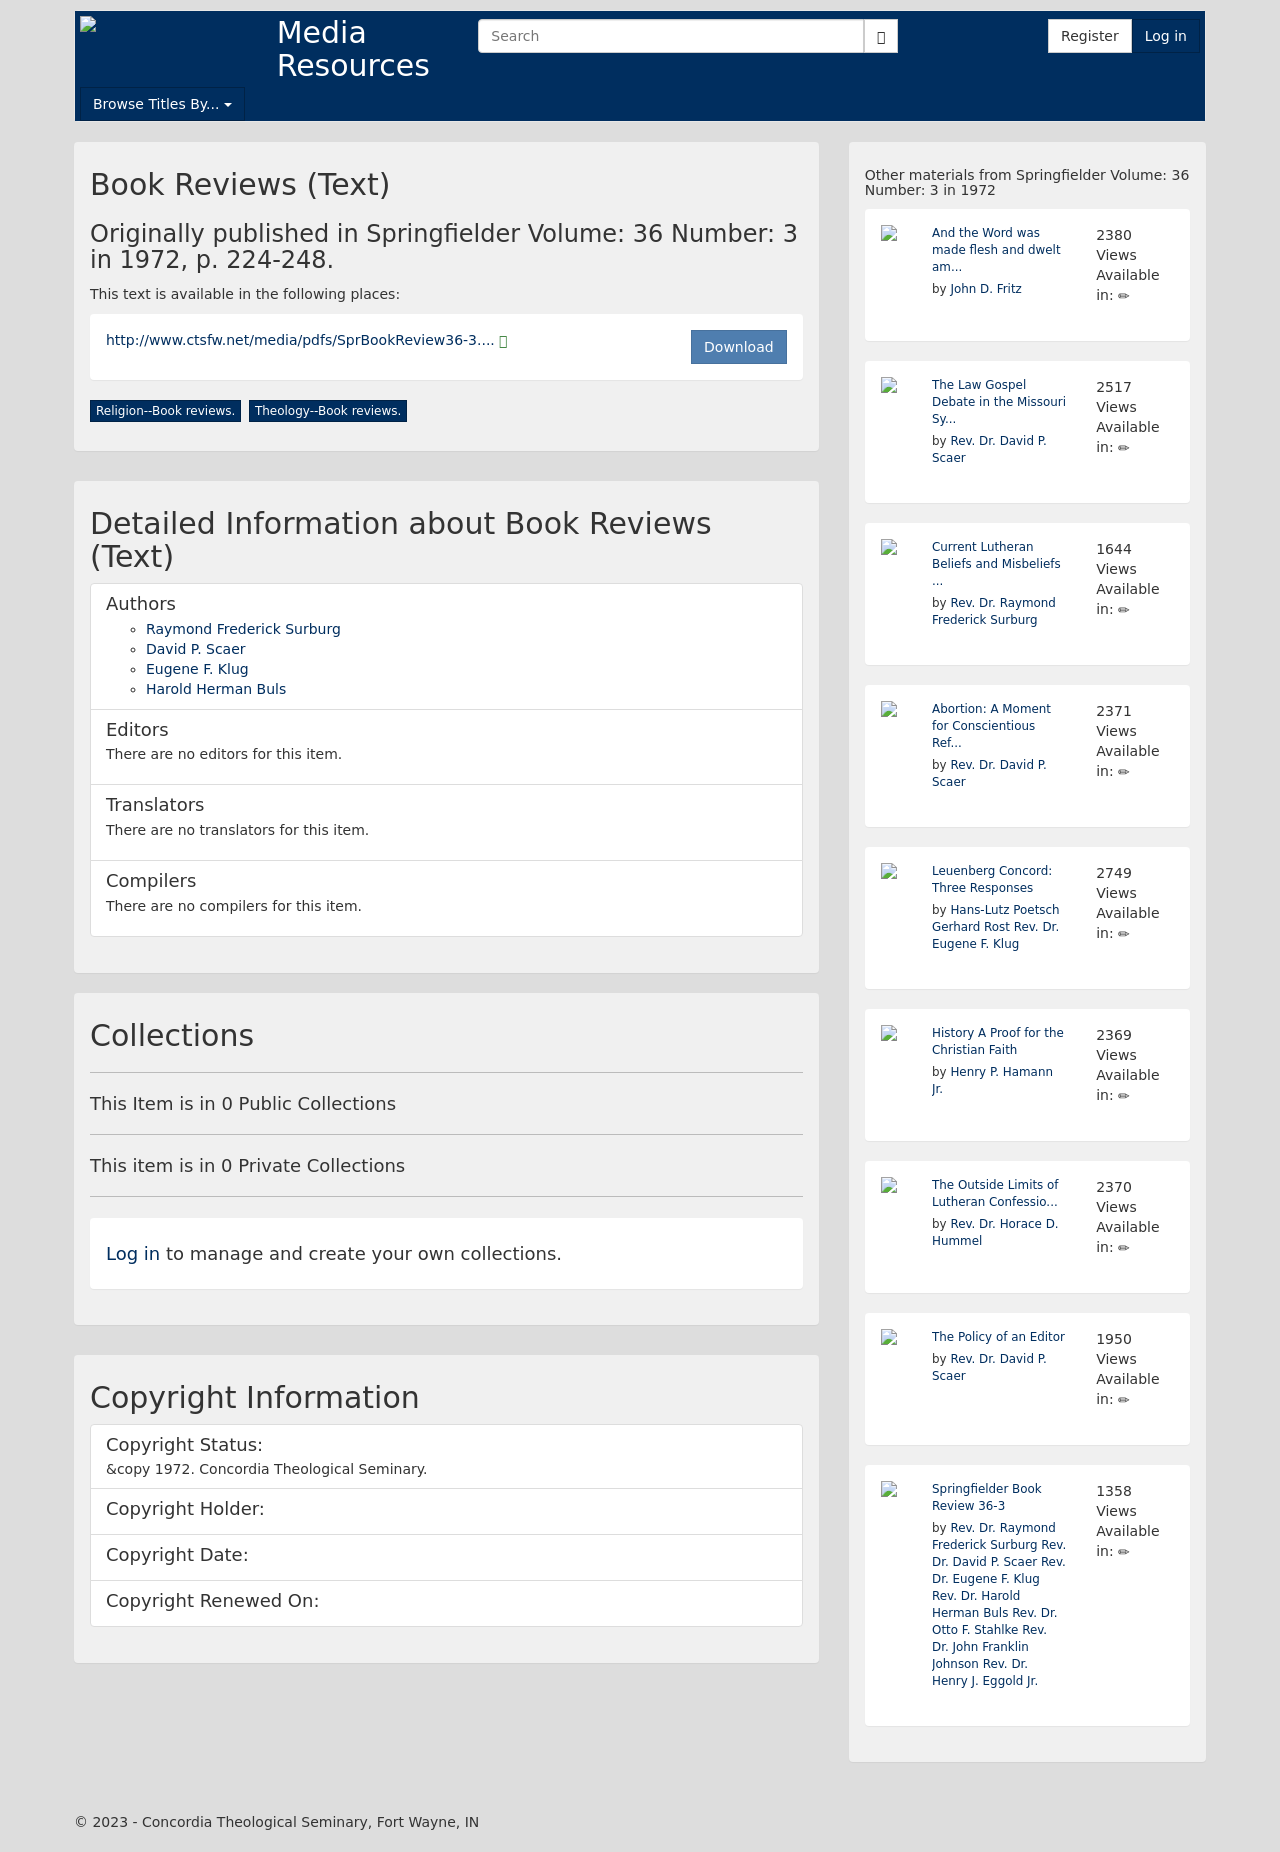 Media
Resources
Search
Register
Log in
Browse Titles By...
Book Reviews (Text)
Originally published in Springfielder Volume: 36 Number: 3
in 1972, p. 224-248.
This text is available in the following places:
http://www.ctsfw.net/media/pdfs/SprBookReview36-3....
Download
Religion--Book reviews.
Theology--Book reviews.
Detailed Information about Book Reviews
(Text)
Authors
Raymond Frederick Surburg
David P. Scaer
Eugene F. Klug
Harold Herman Buls
Editors
There are no editors for this item.
Translators
There are no translators for this item.
Compilers
There are no compilers for this item.
Collections
This Item is in 0 Public Collections
This item is in 0 Private Collections
Log in to manage and create your own collections.
Copyright Information
Copyright Status:
&copy 1972. Concordia Theological Seminary.
Copyright Holder:
Copyright Date:
Copyright Renewed On:
Other materials from Springfielder Volume: 36
Number: 3 in 1972
And the Word was
made flesh and dwelt
am...
by John D. Fritz
2380
Views
Available
in: ✏
The Law Gospel
Debate in the Missouri
Sy...
by Rev. Dr. David P.
Scaer
2517
Views
Available
in: ✏
Current Lutheran
Beliefs and Misbeliefs
...
by Rev. Dr. Raymond
Frederick Surburg
1644
Views
Available
in: ✏
Abortion: A Moment
for Conscientious
Ref...
by Rev. Dr. David P.
Scaer
2371
Views
Available
in: ✏
Leuenberg Concord:
Three Responses
by Hans-Lutz Poetsch
Gerhard Rost Rev. Dr.
Eugene F. Klug
2749
Views
Available
in: ✏
History A Proof for the
Christian Faith
by Henry P. Hamann
Jr.
2369
Views
Available
in: ✏
The Outside Limits of
Lutheran Confessio...
by Rev. Dr. Horace D.
Hummel
2370
Views
Available
in: ✏
The Policy of an Editor
by Rev. Dr. David P.
Scaer
1950
Views
Available
in: ✏
Springfielder Book
Review 36-3
by Rev. Dr. Raymond
Frederick Surburg Rev.
Dr. David P. Scaer Rev.
Dr. Eugene F. Klug
Rev. Dr. Harold
Herman Buls Rev. Dr.
Otto F. Stahlke Rev.
Dr. John Franklin
Johnson Rev. Dr.
Henry J. Eggold Jr.
1358
Views
Available
in: ✏
© 2023 - Concordia Theological Seminary, Fort Wayne, IN